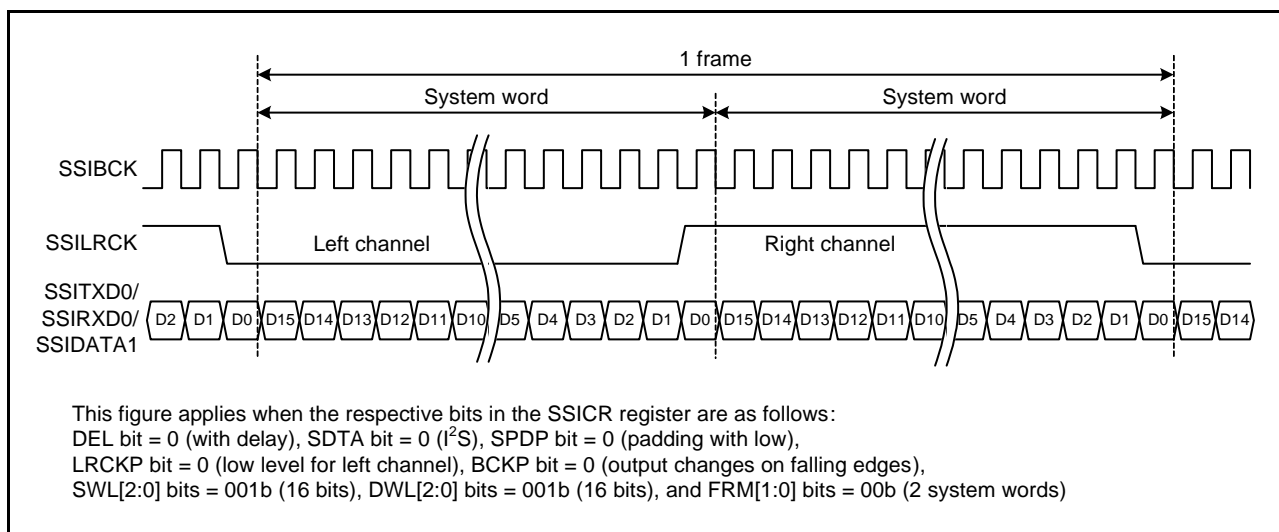 1 frame
System word System word
SSIBCK
SSILRCK Left channel Right channel
SSITXD0/
SSIRXD0/
SSIDATA1
D2 D1 D0 D15 D14 D13 D12 D11 D10 D5 D4 D3 D2 D1 D0 D15 D14 D13 D12 D11 D10 D5 D4 D3 D2 D1 D0 D15 D14
This figure applies when the respective bits in the SSICR register are as follows:
DEL bit = 0 (with delay), SDTA bit = 0 (I²S), SPDP bit = 0 (padding with low),
LRCKP bit = 0 (low level for left channel), BCKP bit = 0 (output changes on falling edges),
SWL[2:0] bits = 001b (16 bits), DWL[2:0] bits = 001b (16 bits), and FRM[1:0] bits = 00b (2 system words)